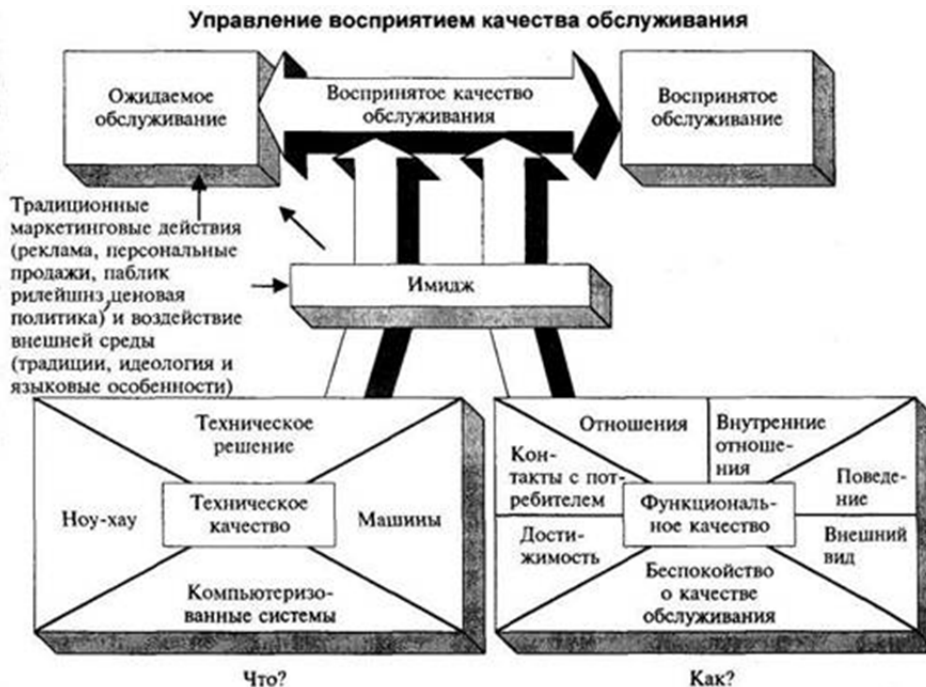 Управление восприятием качества обслуживания
Ожидаемое
обслуживание
Воспринятое качество
обслуживания
Воспринятое
обслуживание
Традиционные
маркетинговые действия
(реклама, персональные
продажи, паблик
рилейшнз,ценовая
политика) и воздействие
внешней среды
(традиции, идеология и
языковые особенности)
Имидж
Техническое
решение
Ноу-хау
Техническое
качество
Машины
Компьютеризо-
ванные системы
Что?
Отношения
Внутренние
отноше-
ния
Кон-
такты с пот-
ребителем
Поведе-
ние
Функциональ-
ное качество
Дости-
жимость
Внешний
вид
Беспокойство
о качестве
обслуживания
Как?